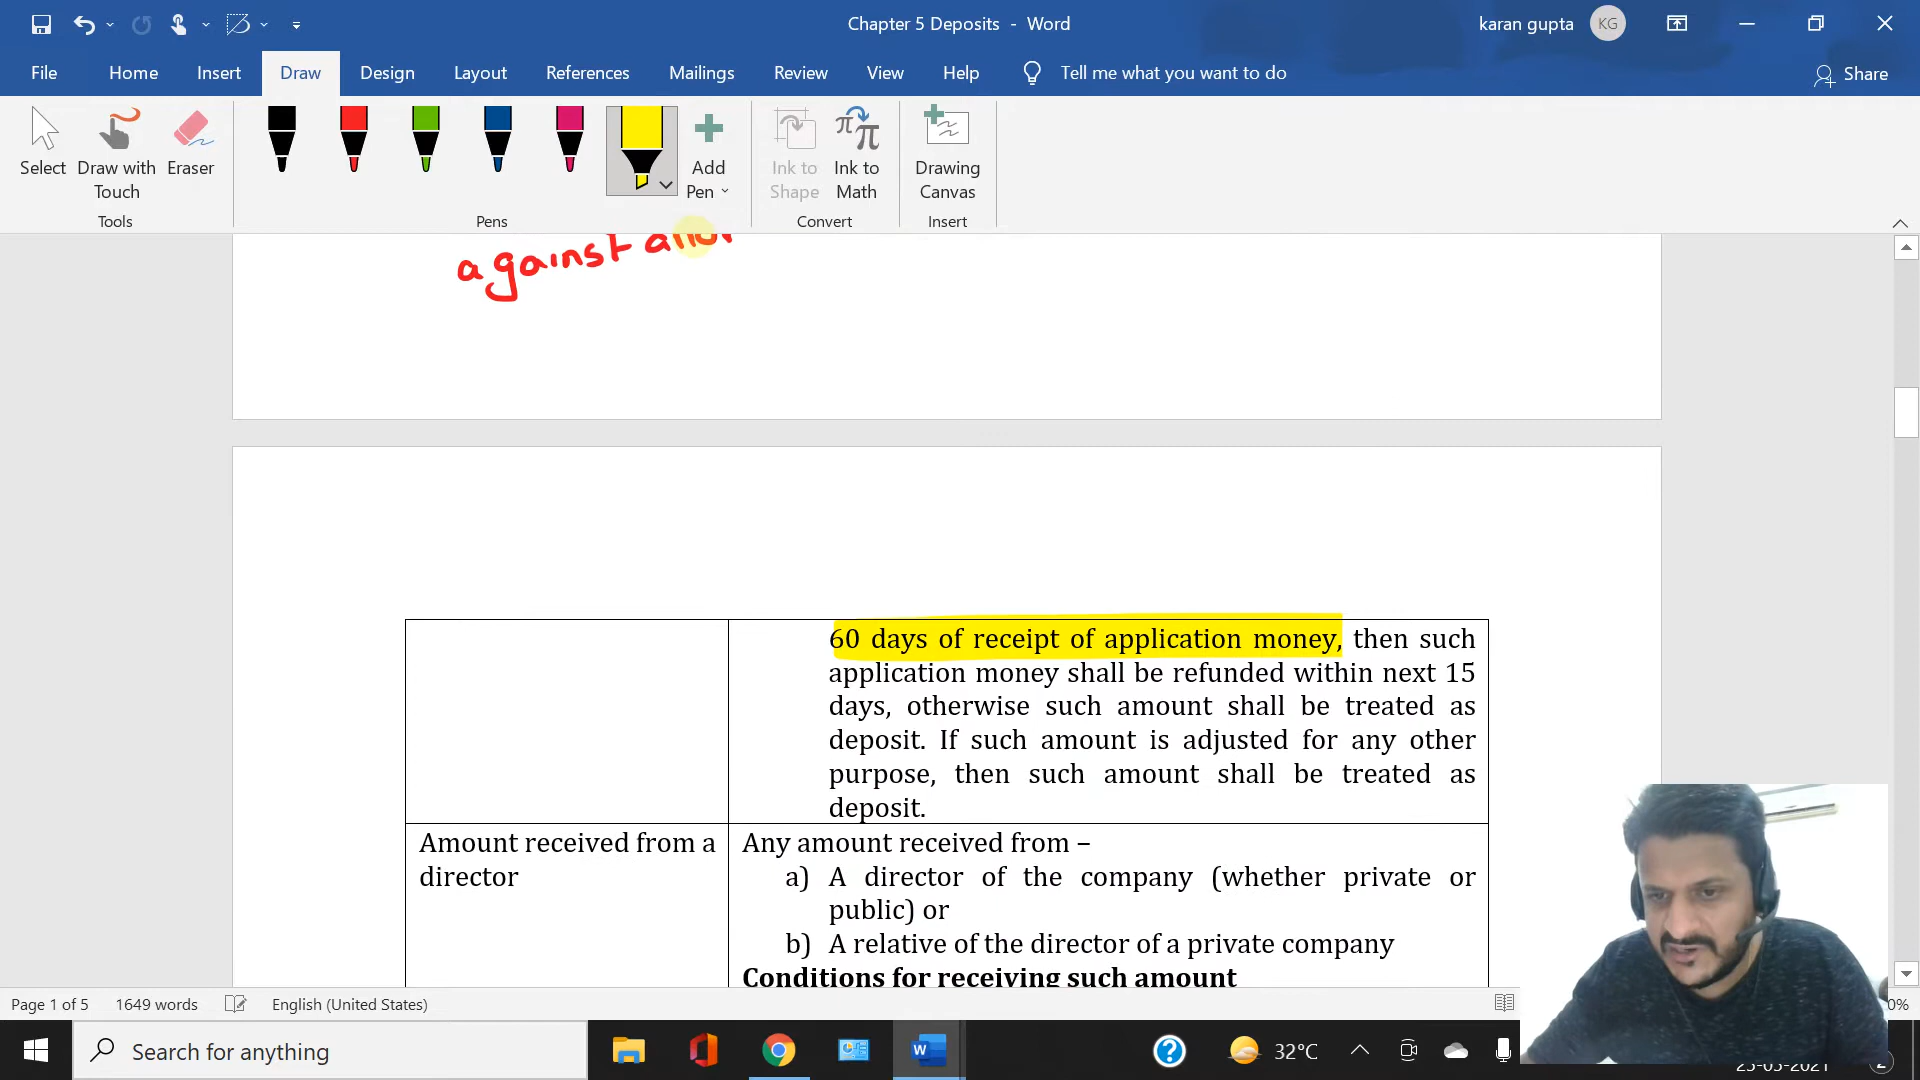 Chapter 5 Deposits - Word
karan gupta
KG
File
Home
Insert
Draw
Design
Layout
References
Mailings
Review
View
Help
Tell me what you want to do
Share
Select
Draw with
Touch
Eraser
Add
Pen
Ink to
Shape
Ink to
Math
Drawing
Canvas
Tools
Pens
Convert
Insert
against
60 days of receipt of application money, then such
application money shall be refunded within next 15
days, otherwise such amount shall be treated as
deposit. If such amount is adjusted for any other
purpose, then such amount shall be treated as
deposit.
Amount received from a
director
Any amount received from –
a) A director of the company (whether private or
public) or
b) A relative of the director of a private company
Conditions for receiving such amount
Page 1 of 5
1649 words
English (United States)
0%
Search for anything
32°C